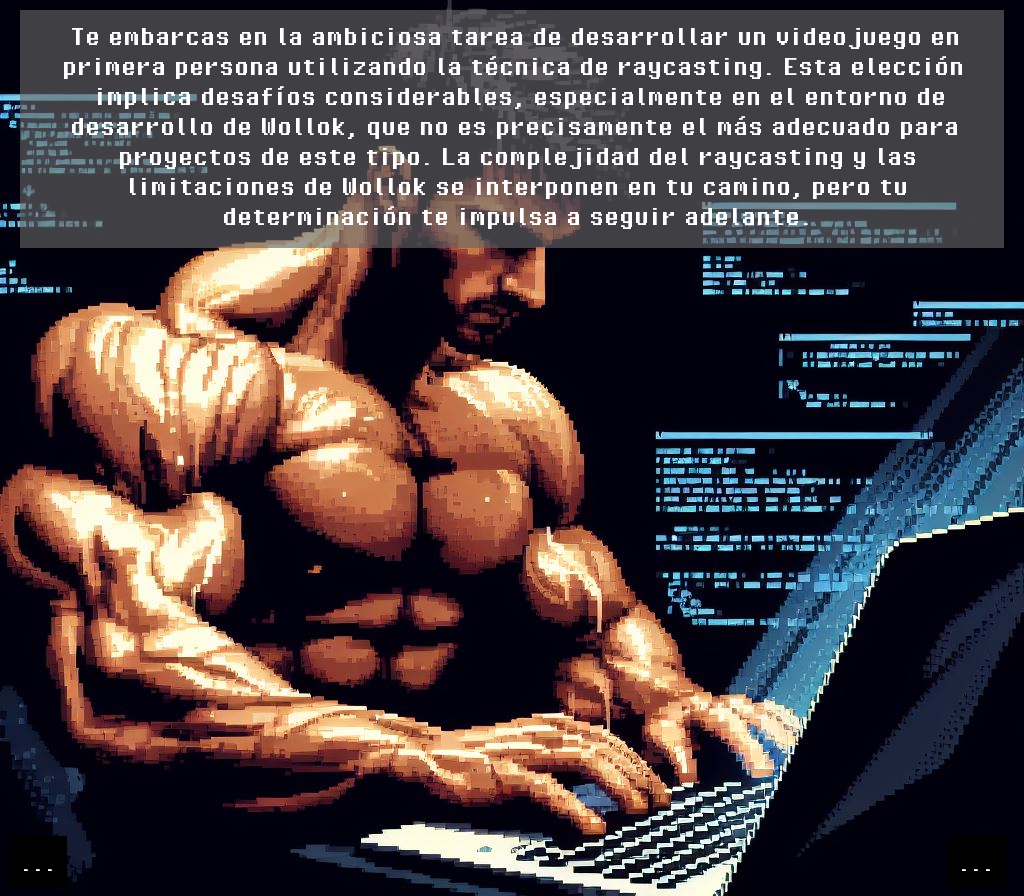 Te embarcas en la ambiciosa tarea de desarrollar un videojuego en
primera persona utilizando la técnica de raycasting. Esta elección
implica desafíos considerables, especialmente en el entorno de
desarrollo de Wollok, que no es precisamente el más adecuado para
proyectos de este tipo. La complejidad del raycasting y las
limitaciones de Wollok se interponen en tu camino, pero tu
determinación te impulsa a seguir adelante.
...
...